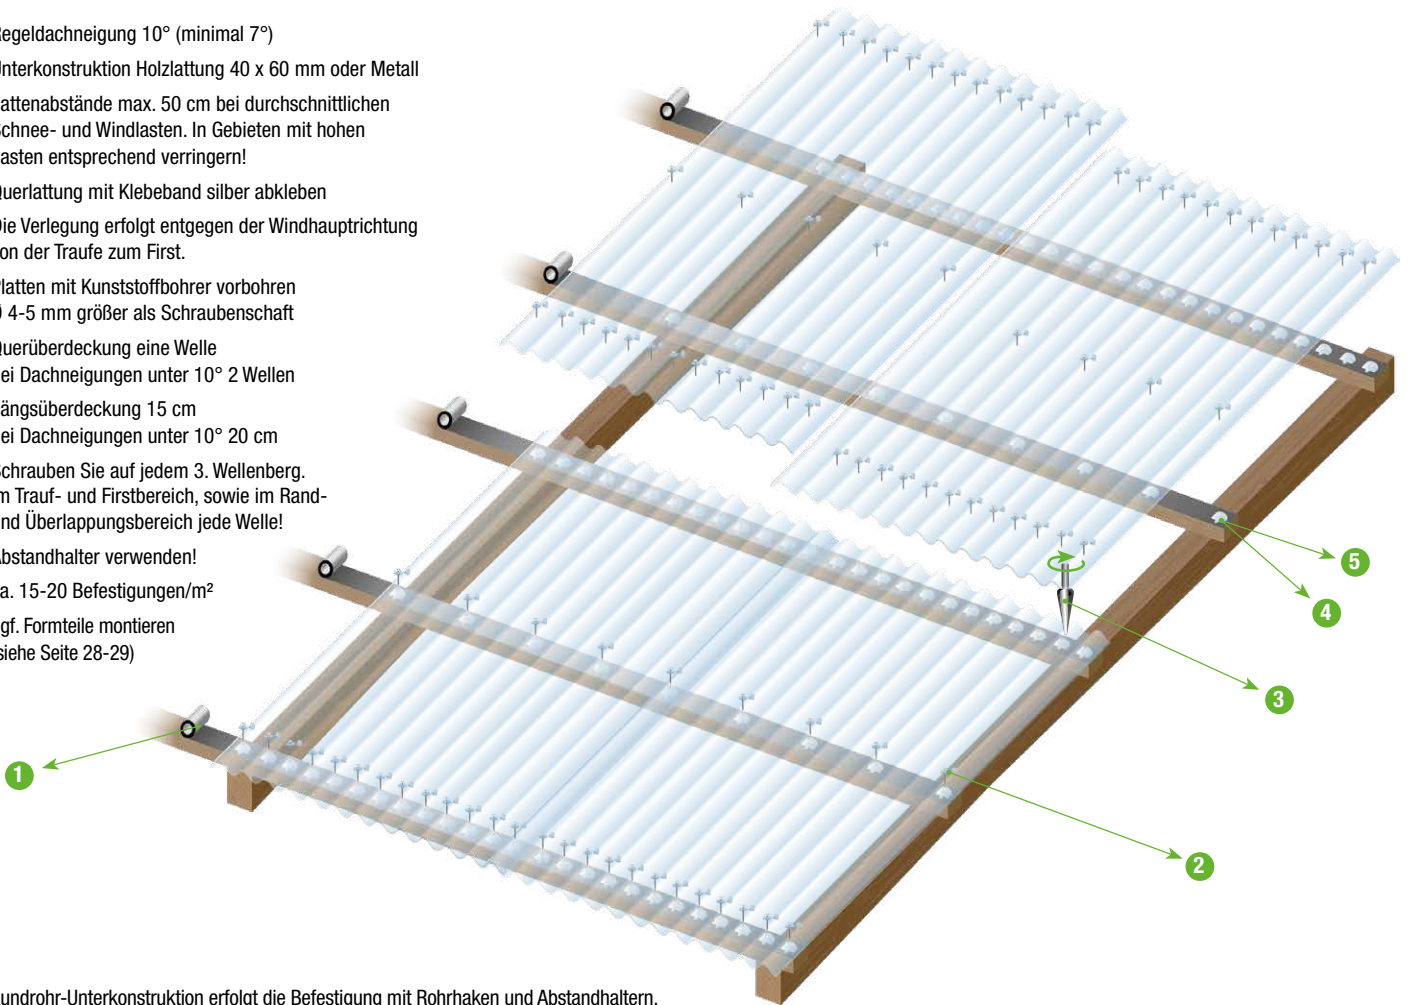 egeldachneigung 10° (minimal 7°)
nterkonstruktion Holzlattung 40 x 60 mm oder Metall
attenabstände max. 50 cm bei durchschnittlichen
chnee- und Windlasten. In Gebieten mit hohen
asten entsprechend verringern!
uerlattung mit Klebeband silber abkleben
ie Verlegung erfolgt entgegen der Windhauptrichtung
on der Traufe zum First.
latten mit Kunststoffbohrer vorbohren
4-5 mm größer als Schraubenschaft
uerüberdeckung eine Welle
ei Dachneigungen unter 10° 2 Wellen
ängsüberdeckung 15 cm
ei Dachneigungen unter 10° 20 cm
chrauben Sie auf jedem 3. Wellenberg.
m Trauf- und Firstbereich, sowie im Rand-
nd Überlappungsbereich jede Welle!
bstandhalter verwenden!
a. 15-20 Befestigungen/m²
gf. Formteile montieren
siehe Seite 28-29)
5
4
3
1
2
undrohr-Unterkonstruktion erfolgt die Befestigung mit Rohrhaken und Abstandhaltern.